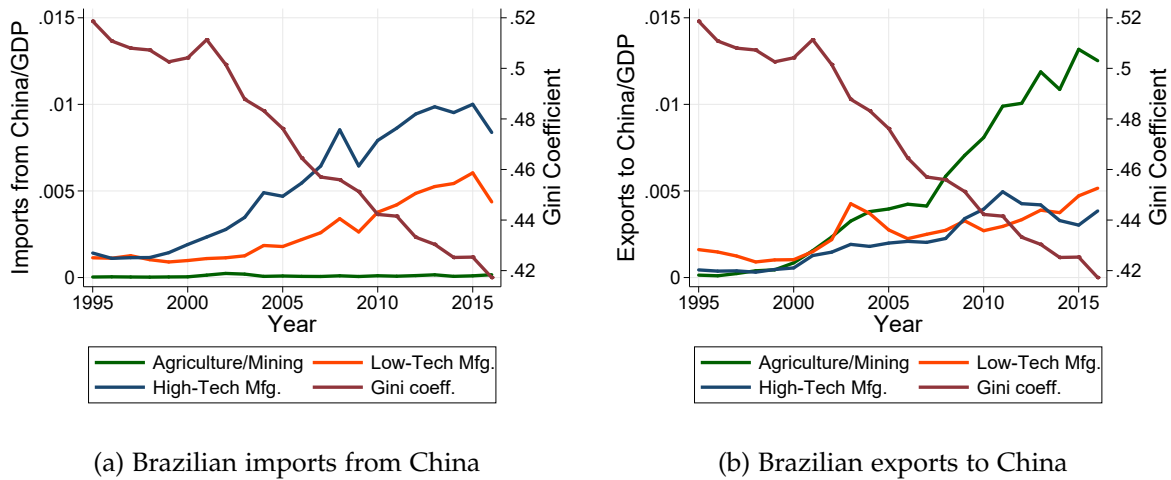 .015
.01
.005
0
Imports from China/GDP
.52
.5
.48
.46
.44
.42
Gini Coefficient
1995 2000 2005 2010 2015
Year
Agriculture/Mining Low-Tech Mfg.
High-Tech Mfg. Gini coeff.
(a) Brazilian imports from China
.015
.01
.005
0
Exports to China/GDP
.52
.5
.48
.46
.44
.42
Gini Coefficient
1995 2000 2005 2010 2015
Year
Agriculture/Mining Low-Tech Mfg.
High-Tech Mfg. Gini coeff.
(b) Brazilian exports to China